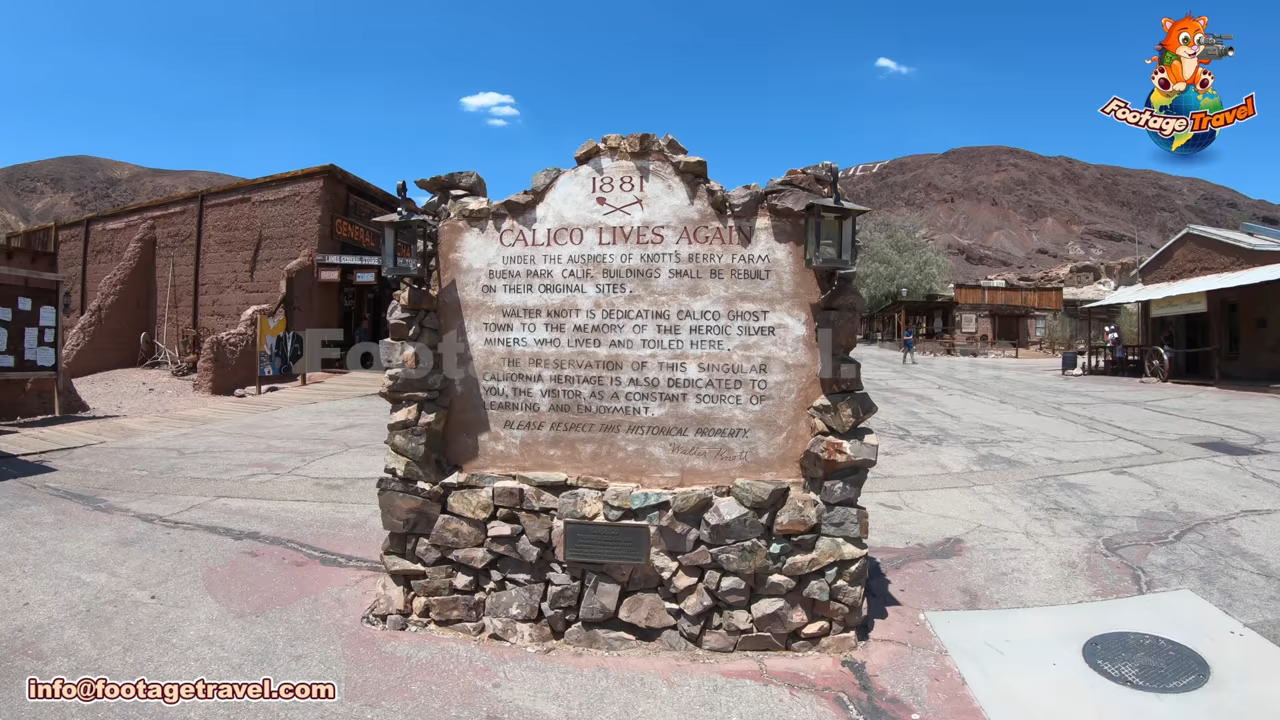 Footage Travel
1881
CALICO LIVES AGAIN
UNDER THE AUSPICES OF KNOTT'S BERRY FARM
BUENA PARK CALIF. BUILDINGS SHALL BE REBUILT
ON THEIR ORIGINAL SITES.
WALTER KNOTT IS DEDICATING CALICO GHOST
TOWN TO THE MEMORY OF THE HEROIC SILVER
MINERS WHO LIVED AND TOILED HERE.
THE PRESERVATION OF THIS SINGULAR
CALIFORNIA HERITAGE IS ALSO DEDICATED TO
YOU, THE VISITOR, AS A CONSTANT SOURCE OF
LEARNING AND ENJOYMENT.
PLEASE RESPECT THIS HISTORICAL PROPERTY.
Walter Knott
GENERAL
LANE'S GENERAL STORE
info@footagetravel.com